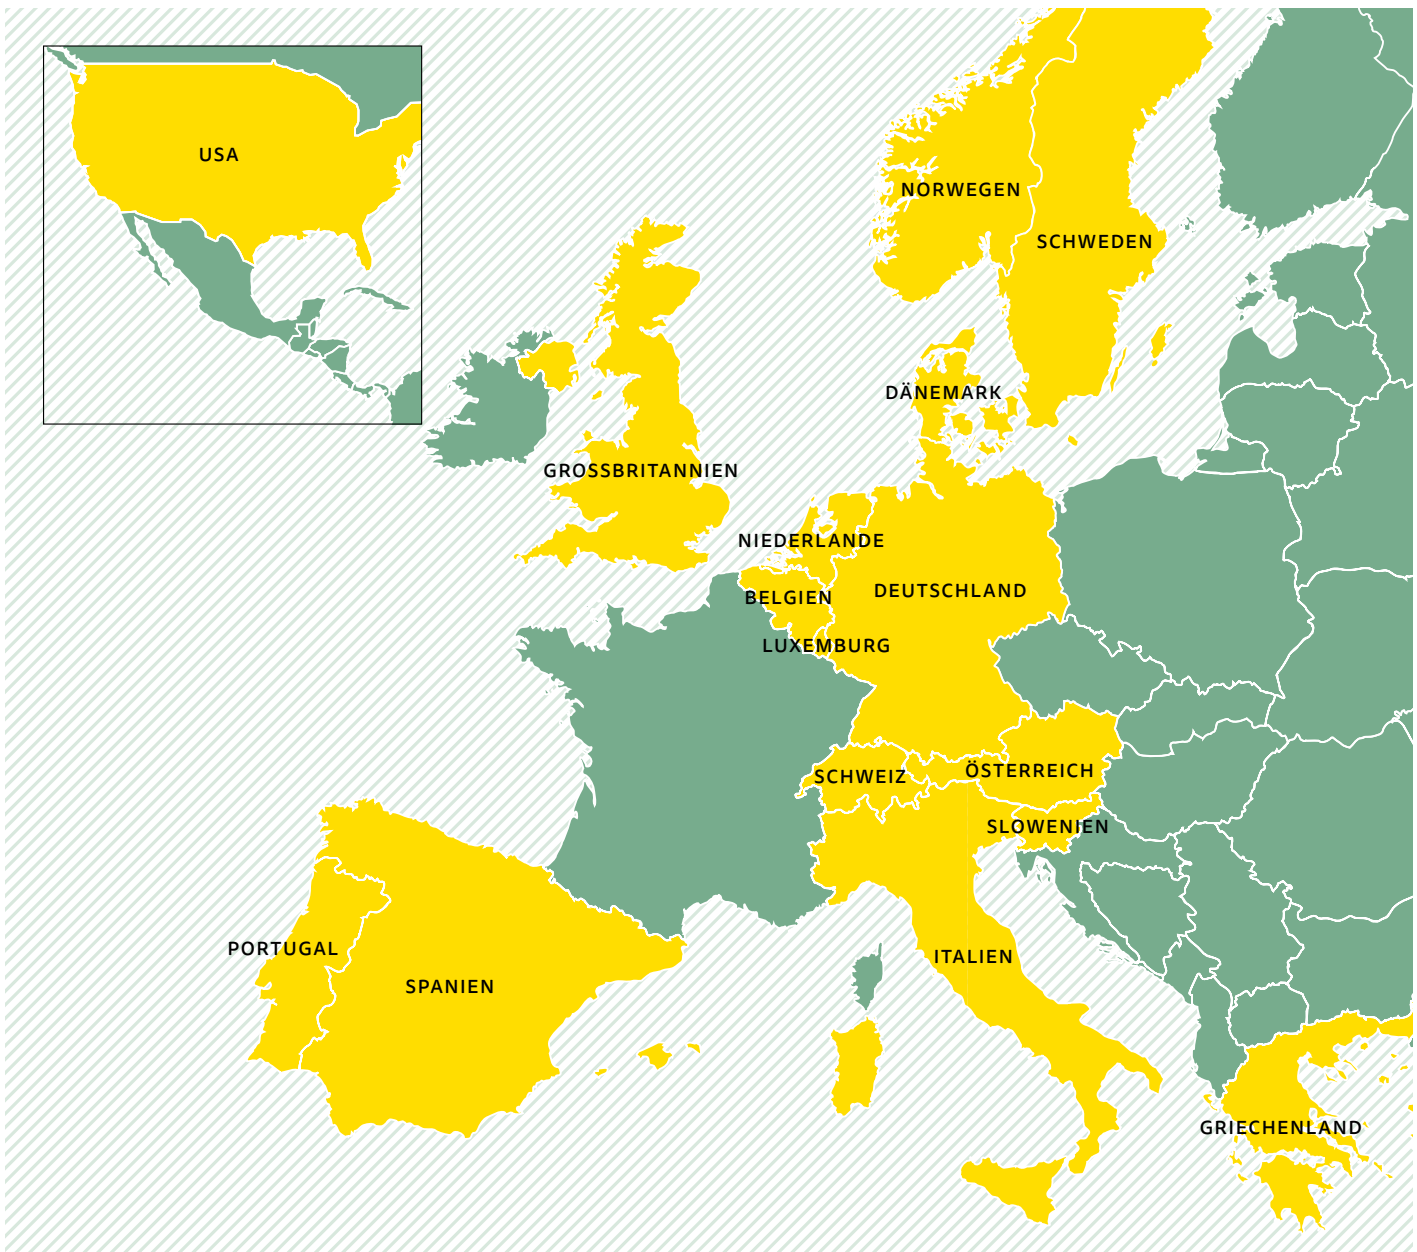 USA
NORWEGEN
SCHWEDEN
DÄNEMARK
GROSSBRITANNIEN
NIEDERLANDE
DEUTSCHLAND
BELGIEN
LUXEMBURG
ÖSTERREICH
SCHWEIZ
SLOWENIEN
PORTUGAL
ITALIEN
SPANIEN
GRIECHENLAND